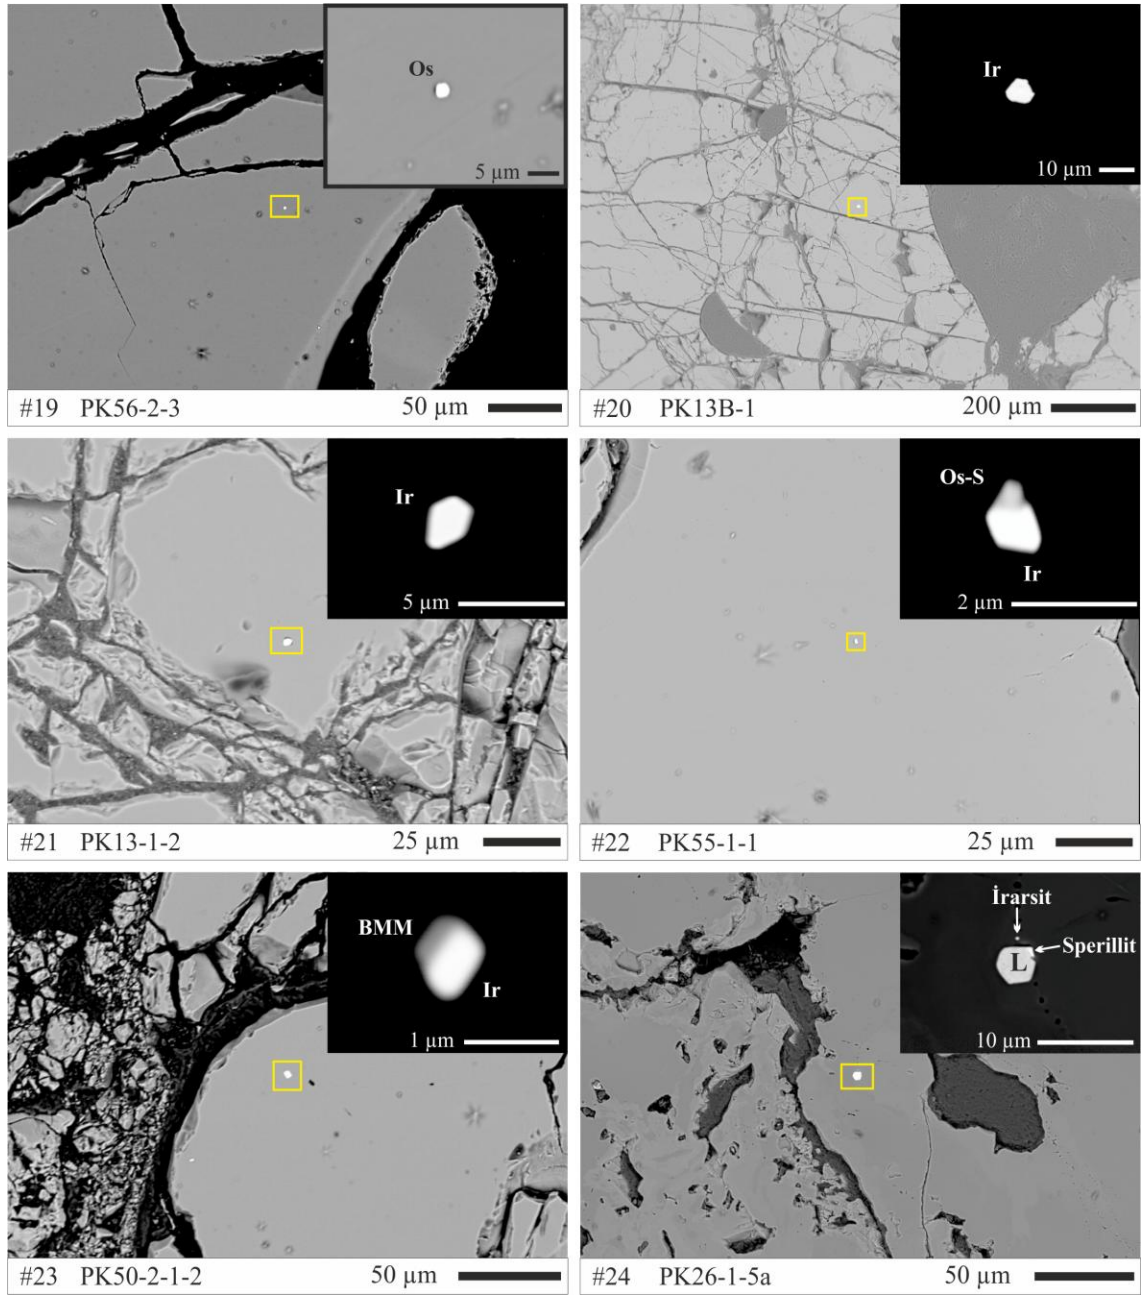 Os
5 µm
#19 PK56-2-3 50 µm
Ir
10 µm
#20 PK13B-1 200 µm
Ir
5 µm
#21 PK13-1-2 25 µm
Os-S
Ir
2 µm
#22 PK55-1-1 25 µm
BMM
Ir
1 µm
#23 PK50-2-1-2 50 µm
İrarsit
Sperillit
L
10 µm
#24 PK26-1-5a 50 µm